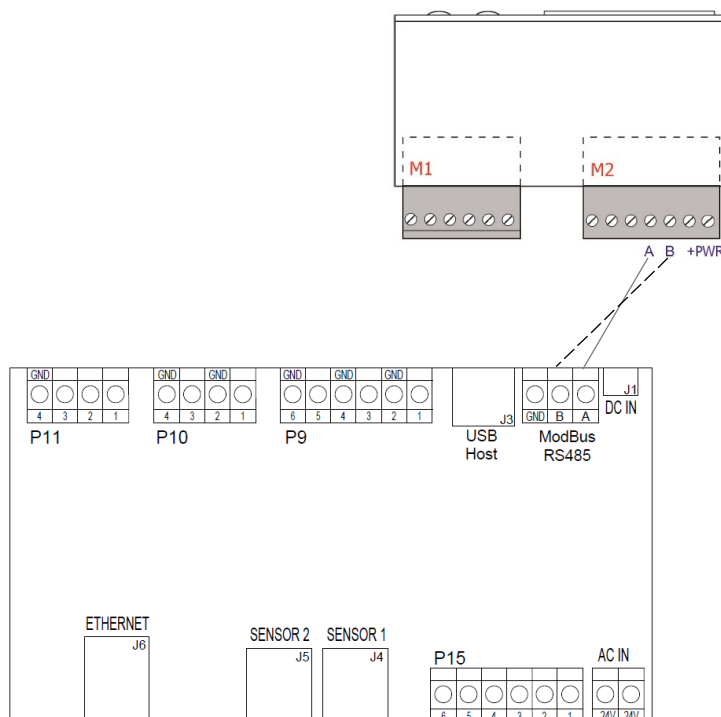 M1 M2
A B +PWR
GND GND GND GND GND GND
4 3 2 1 4 3 2 1 6 5 4 3 2 1 GND B A
P11 P10 P9 J3 J1
USB
Host
ModBus
RS485
DC IN
ETHERNET
J6
SENSOR 2 SENSOR 1
J5 J4
P15 AC IN
6 5 4 3 2 1 24V 24V